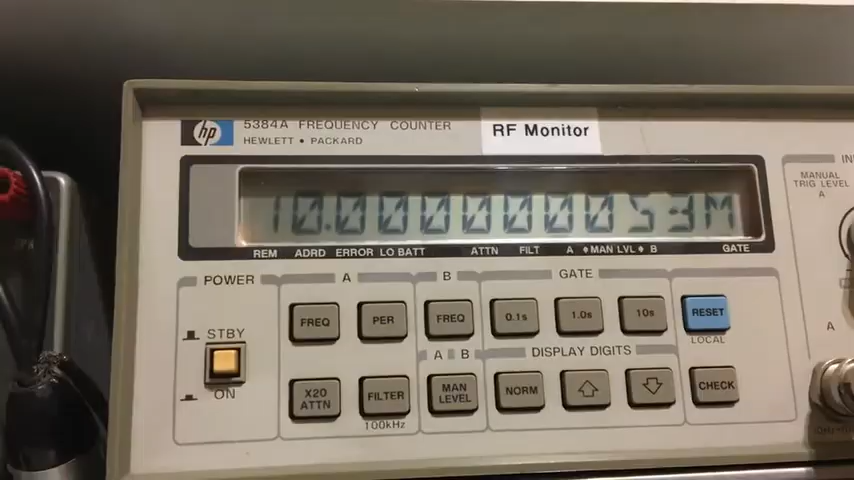 hp
5384A FREQUENCY COUNTER
HEWLETT • PACKARD
RF Monitor
10.000000053M
REM ADRD ERROR LO BATT ATTN FILT A ♦MAN LVL♦ B GATE
MANUAL
TRIG LEVEL
A
POWER A B GATE
FREQ PER FREQ 0.1s 1.0s 10s RESET
LOCAL
STBY
ON
A B DISPLAY DIGITS
X20
ATTN
FILTER
100kHz
MAN
LEVEL
NORM
CHECK
A